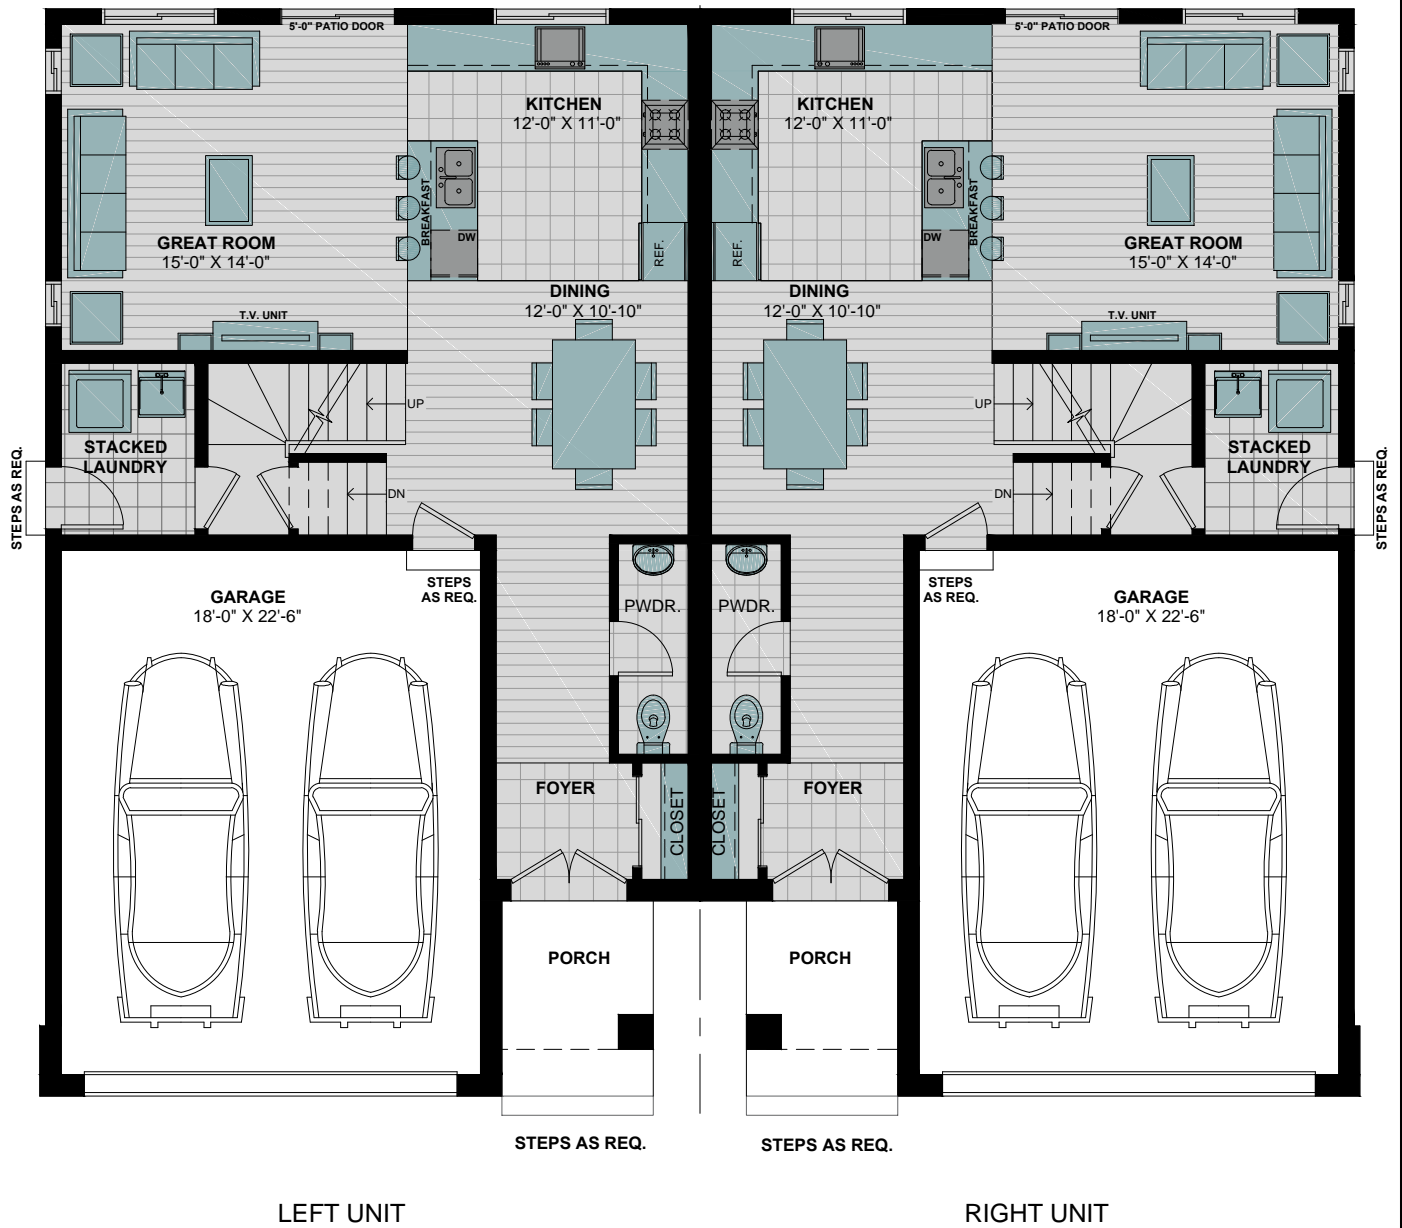 5'-0" PATIO DOOR
5'-0" PATIO DOOR
KITCHEN
12'-0" X 11'-0"
KITCHEN
12'-0" X 11'-0"
BREAKFAST
BREAKFAST
GREAT ROOM
15'-0" X 14'-0"
DW
REF.
REF.
DW
GREAT ROOM
15'-0" X 14'-0"
DINING
12'-0" X 10'-10"
DINING
12'-0" X 10'-10"
T.V. UNIT
T.V. UNIT
UP
UP
STACKED
LAUNDRY
STACKED
LAUNDRY
STEPS AS REQ.
DN
DN
STEPS AS REQ.
STEPS
AS REQ.
STEPS
AS REQ.
GARAGE
18'-0" X 22'-6"
PWDR.
PWDR.
GARAGE
18'-0" X 22'-6"
FOYER
FOYER
CLOSET
CLOSET
PORCH
PORCH
STEPS AS REQ.
STEPS AS REQ.
LEFT UNIT
RIGHT UNIT